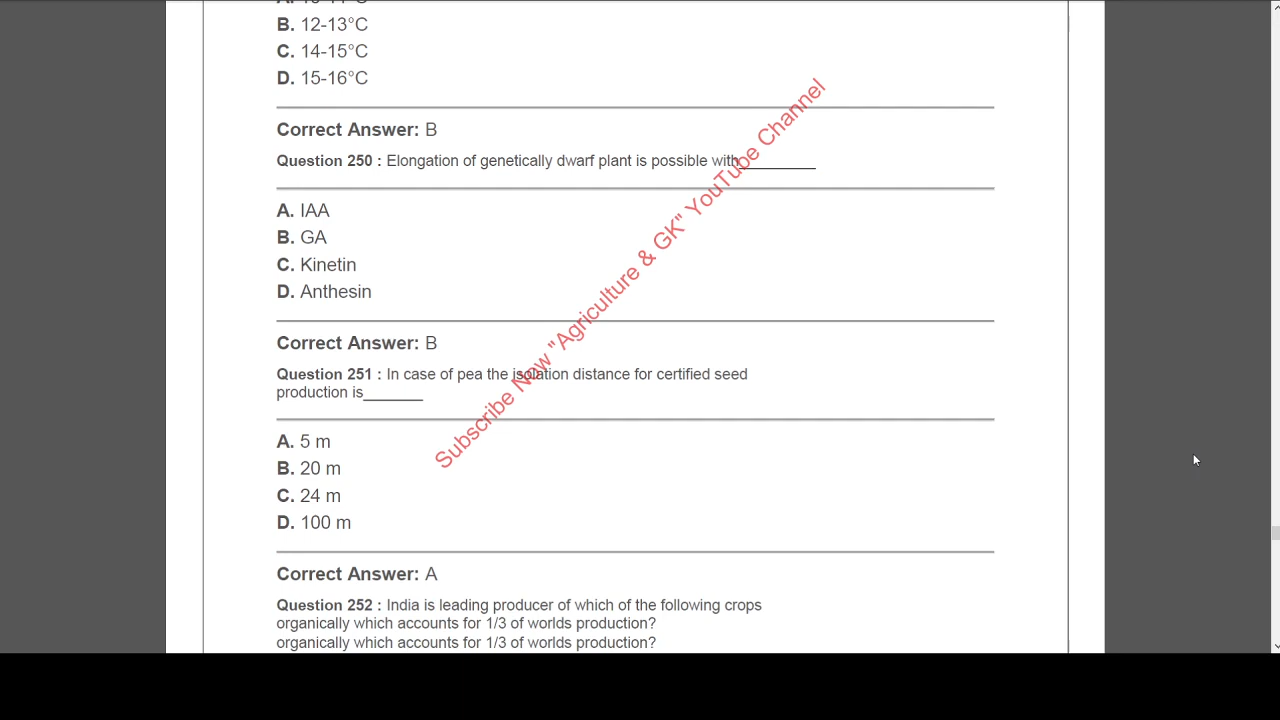 B. 12-13°C
C. 14-15°C
D. 15-16°C
Correct Answer: B
Question 250 : Elongation of genetically dwarf plant is possible with_________
A. IAA
B. GA
C. Kinetin
D. Anthesin
Correct Answer: B
Question 251 : In case of pea the isolation distance for certified seed
production is_______
A. 5 m
B. 20 m
C. 24 m
D. 100 m
Correct Answer: A
Question 252 : India is leading producer of which of the following crops
organically which accounts for 1/3 of worlds production?
organically which accounts for 1/3 of worlds production?
Subscribe Now "Agriculture & GK" YouTube Channel